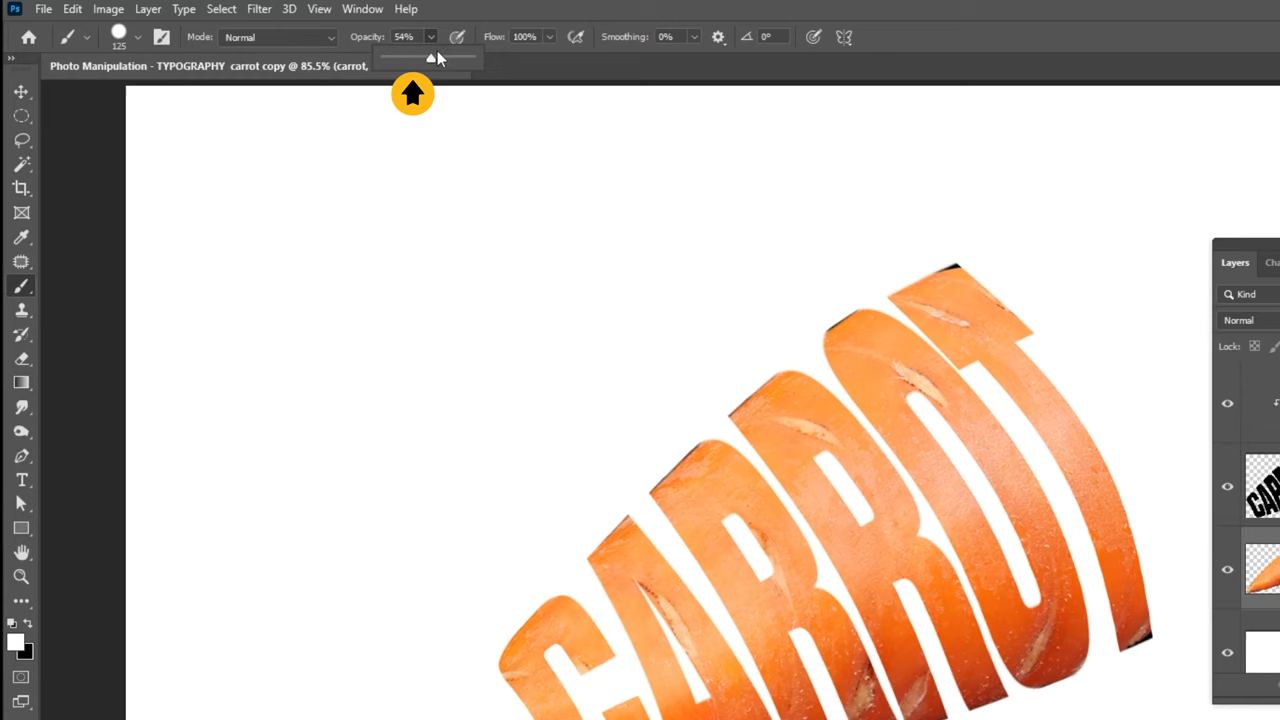 Ps File Edit Image Layer Type Select Filter 3D View Window Help
125 Mode: Normal Opacity: 54% Flow: 100% Smoothing: 0% 0°
Photo Manipulation - TYPOGRAPHY carrot copy @ 85.5% (carrot,
CARROT
Layers
Kind
Normal
Lock: